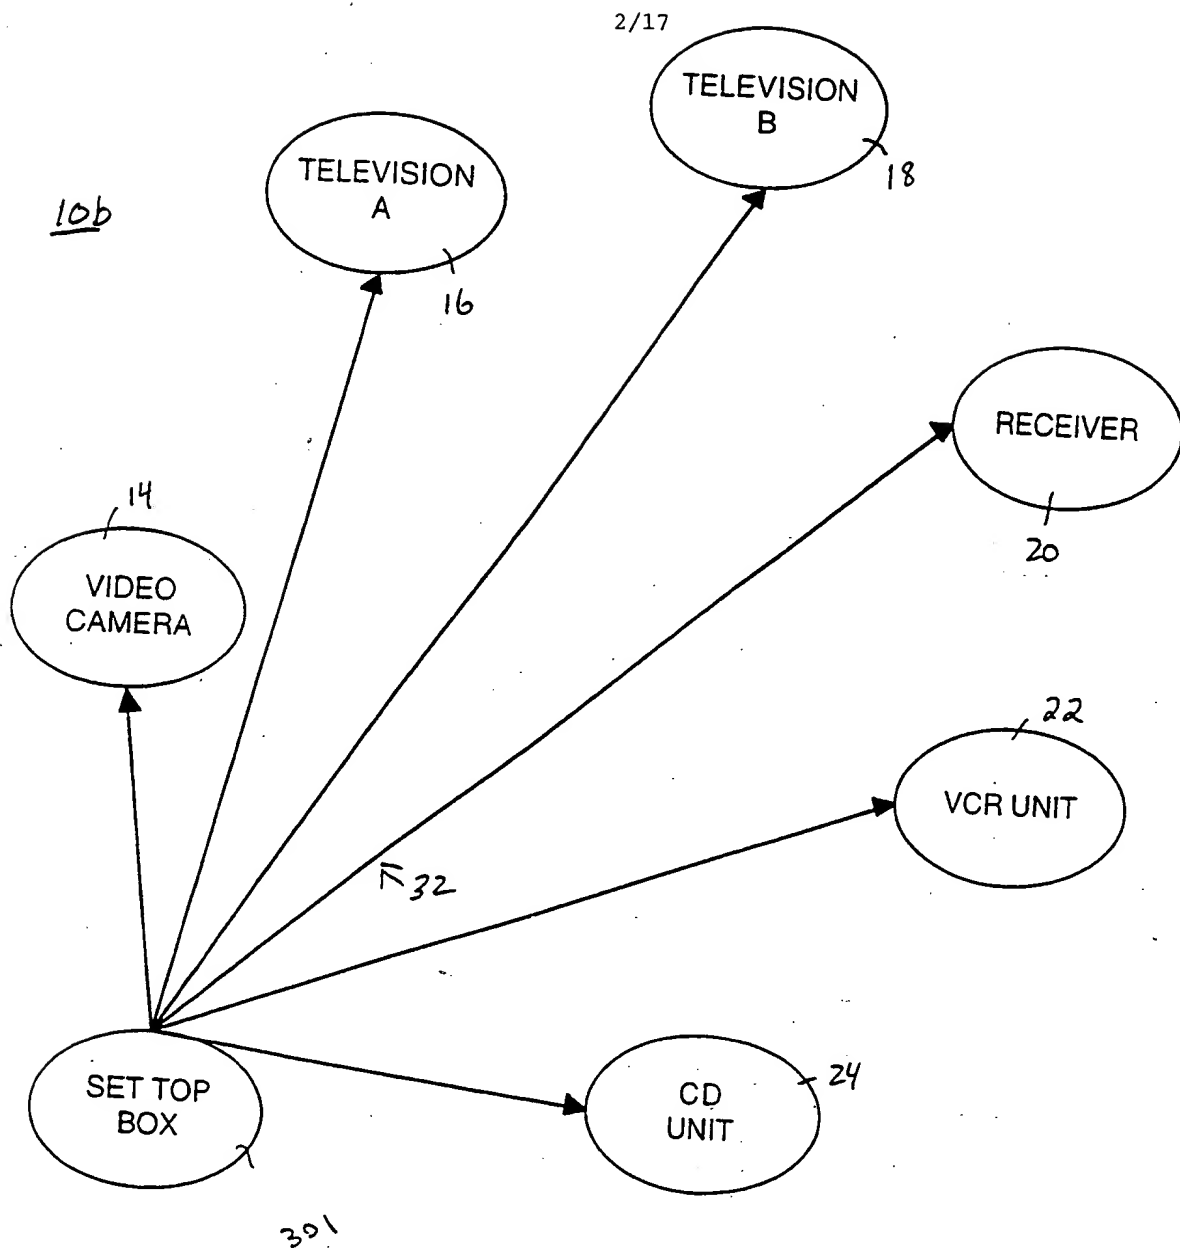 2/17
TELEVISION
B
18
TELEVISION
A
16
10b
RECEIVER
20
14
VIDEO
CAMERA
22
VCR UNIT
32
SET TOP
BOX
301
CD
UNIT
24